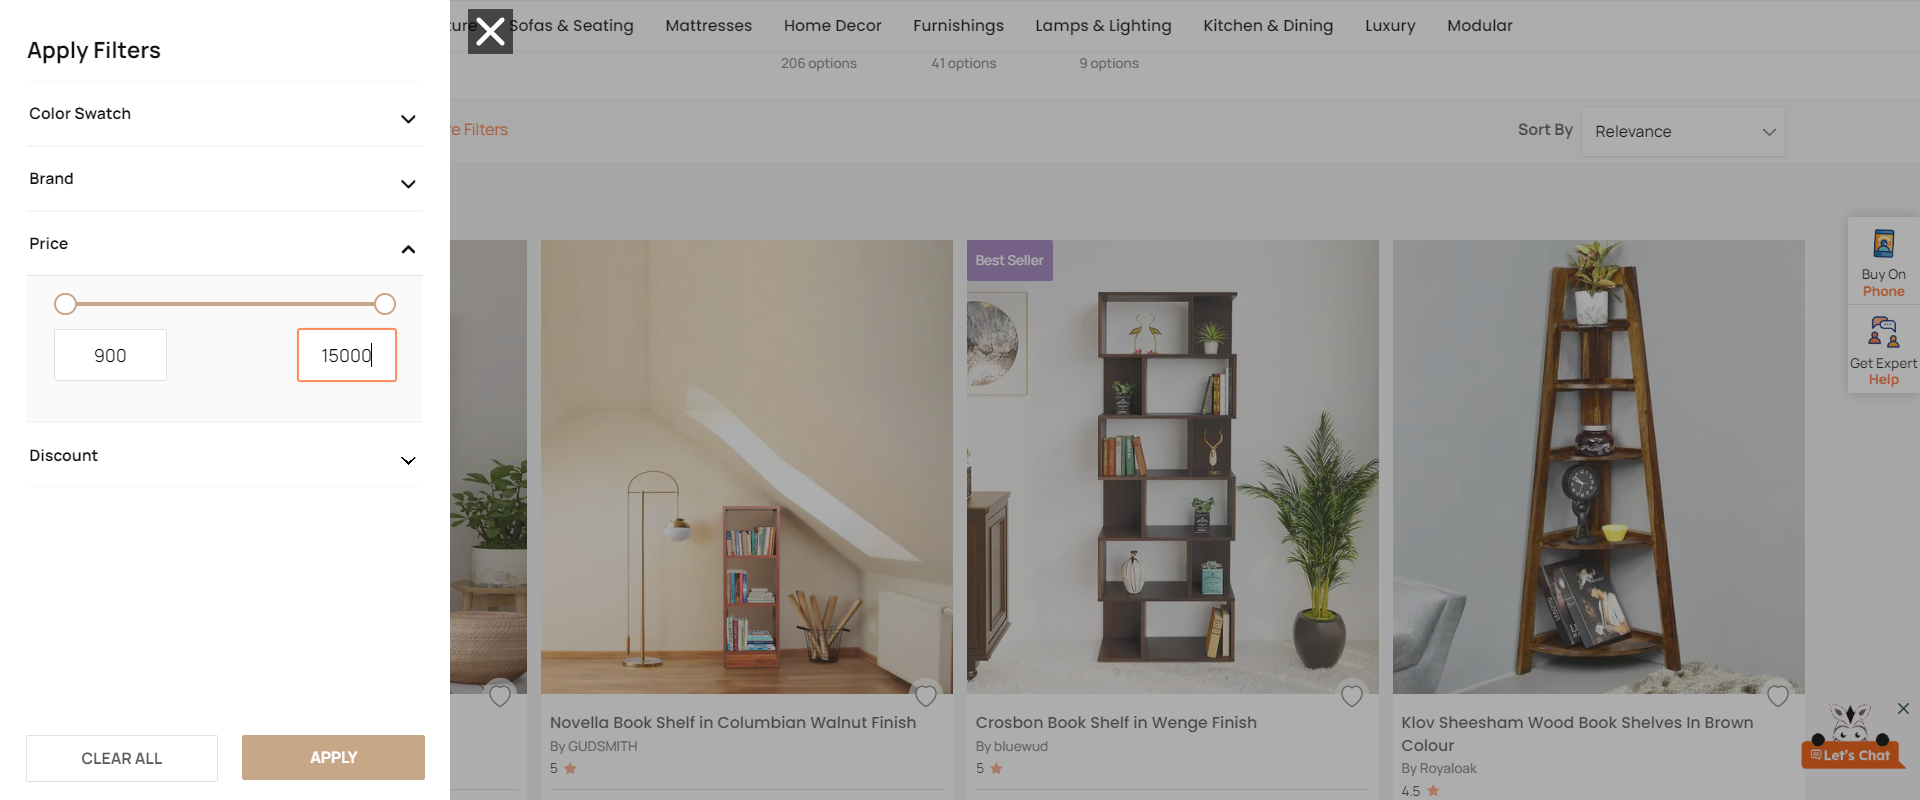 Apply Filters
Color Swatch
Brand
Price
900
15000
Discount
CLEAR ALL
APPLY
Sofas & Seating
Mattresses
Home Decor
Furnishings
Lamps & Lighting
Kitchen & Dining
Luxury
Modular
206 options
41 options
9 options
Filters
Sort By
Relevance
Best Seller
Novella Book Shelf in Columbian Walnut Finish
By GUDSMITH
5
Crosbon Book Shelf in Wenge Finish
By bluewud
5
Klov Sheesham Wood Book Shelves In Brown
Colour
By Royaloak
4.5
Buy On
Phone
Get Expert
Help
Let's Chat